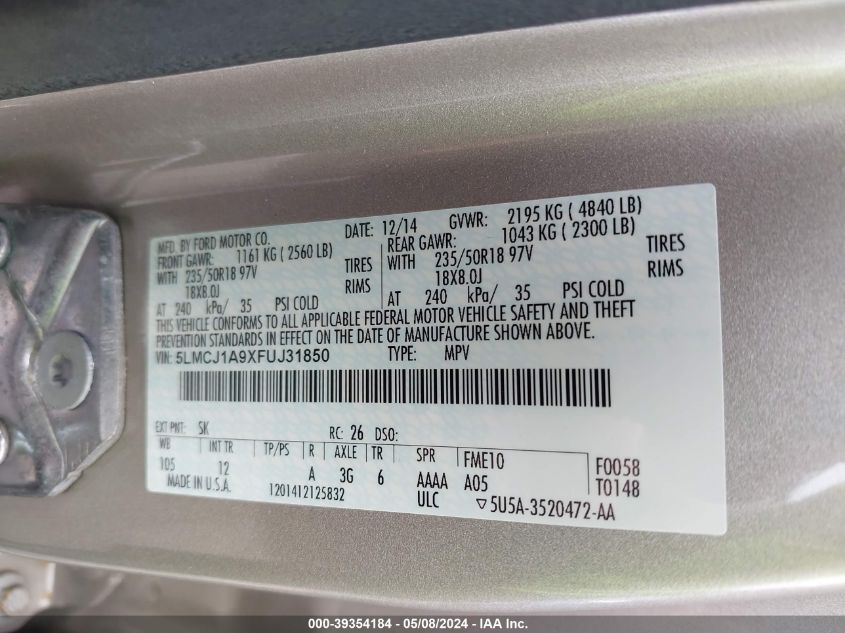 MFD. BY FORD MOTOR CO. DATE: 12/14 GVWR: 2195 KG ( 4840 LB)
FRONT GAWR: 1161 KG ( 2560 LB) REAR GAWR: 1043 KG ( 2300 LB)
WITH 235/50R18 97V TIRES WITH 235/50R18 97V TIRES
18X8.0J RIMS 18X8.0J RIMS
AT 240 kPa/ 35 PSI COLD AT 240 kPa/ 35 PSI COLD
THIS VEHICLE CONFORMS TO ALL APPLICABLE FEDERAL MOTOR VEHICLE SAFETY AND THEFT
PREVENTION STANDARDS IN EFFECT ON THE DATE OF MANUFACTURE SHOWN ABOVE.
VIN: 5LMCJ1A9XFUJ31850 TYPE: MPV
EXT PNT: SK RC: 26 DSO:
WB INT TR TP/PS R AXLE TR SPR FME10 F0058
105 12 A 3G 6 AAAA A05 T0148
MADE IN U.S.A. 1201412125832 ULC ▽5U5A-3520472-AA
000-39354184 - 05/08/2024 - IAA Inc.